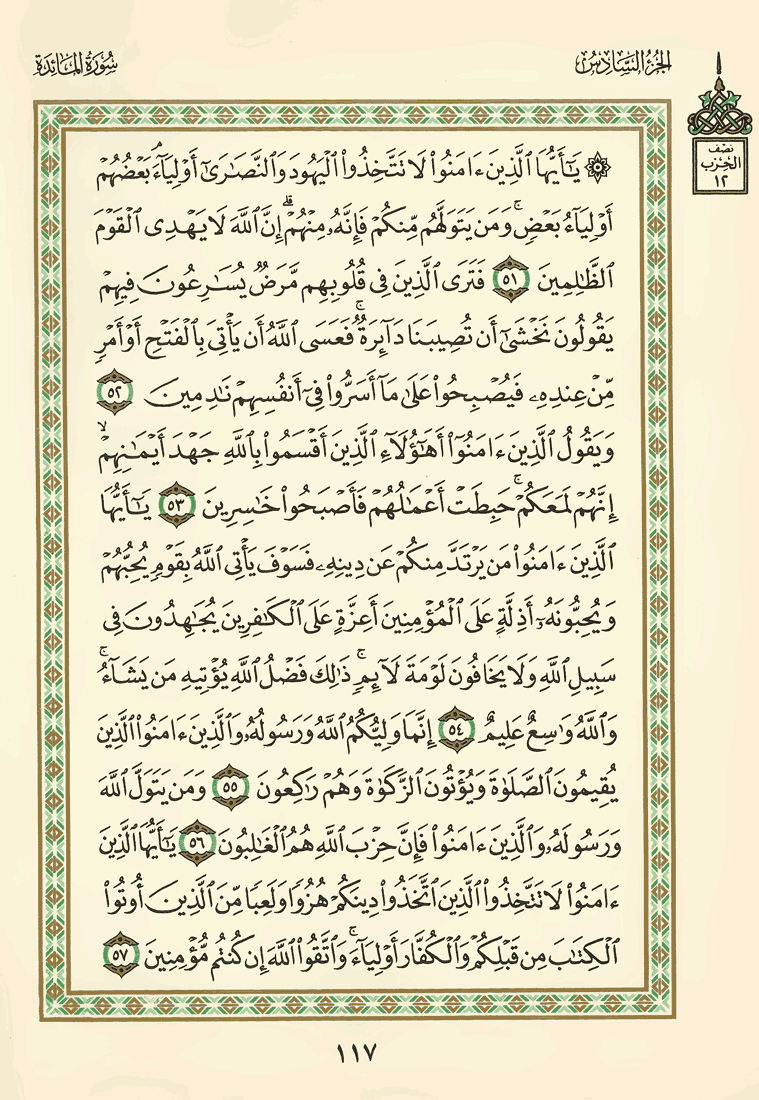 الجزء السادس
سورة المائدة
نصف
الحزب
١٢
۞ يَٰٓأَيُّهَا ٱلَّذِينَ ءَامَنُوا۟ لَا تَتَّخِذُوا۟ ٱلْيَهُودَ وَٱلنَّصَٰرَىٰٓ أَوْلِيَآءَ ۘ بَعْضُهُمْ
أَوْلِيَآءُ بَعْضٍ ۚ وَمَن يَتَوَلَّهُم مِّنكُمْ فَإِنَّهُۥ مِنْهُمْ ۗ إِنَّ ٱللَّهَ لَا يَهْدِى ٱلْقَوْمَ
ٱلظَّٰلِمِينَ ٥١ فَتَرَى ٱلَّذِينَ فِى قُلُوبِهِم مَّرَضٌ يُسَٰرِعُونَ فِيهِمْ
يَقُولُونَ نَخْشَىٰٓ أَن تُصِيبَنَا دَآئِرَةٌ ۚ فَعَسَى ٱللَّهُ أَن يَأْتِىَ بِٱلْفَتْحِ أَوْ أَمْرٍ
مِّنْ عِندِهِۦ فَيُصْبِحُوا۟ عَلَىٰ مَآ أَسَرُّوا۟ فِىٓ أَنفُسِهِمْ نَٰدِمِينَ ٥٢
وَيَقُولُ ٱلَّذِينَ ءَامَنُوٓا۟ أَهَٰٓؤُلَآءِ ٱلَّذِينَ أَقْسَمُوا۟ بِٱللَّهِ جَهْدَ أَيْمَٰنِهِمْ ۙ
إِنَّهُمْ لَمَعَكُمْ ۚ حَبِطَتْ أَعْمَٰلُهُمْ فَأَصْبَحُوا۟ خَٰسِرِينَ ٥٣ يَٰٓأَيُّهَا
ٱلَّذِينَ ءَامَنُوا۟ مَن يَرْتَدَّ مِنكُمْ عَن دِينِهِۦ فَسَوْفَ يَأْتِى ٱللَّهُ بِقَوْمٍ يُحِبُّهُمْ
وَيُحِبُّونَهُۥٓ أَذِلَّةٍ عَلَى ٱلْمُؤْمِنِينَ أَعِزَّةٍ عَلَى ٱلْكَٰفِرِينَ يُجَٰهِدُونَ فِى
سَبِيلِ ٱللَّهِ وَلَا يَخَافُونَ لَوْمَةَ لَآئِمٍ ۚ ذَٰلِكَ فَضْلُ ٱللَّهِ يُؤْتِيهِ مَن يَشَآءُ ۚ
وَٱللَّهُ وَٰسِعٌ عَلِيمٌ ٥٤ إِنَّمَا وَلِيُّكُمُ ٱللَّهُ وَرَسُولُهُۥ وَٱلَّذِينَ ءَامَنُوا۟ ٱلَّذِينَ
يُقِيمُونَ ٱلصَّلَوٰةَ وَيُؤْتُونَ ٱلزَّكَوٰةَ وَهُمْ رَٰكِعُونَ ٥٥ وَمَن يَتَوَلَّ ٱللَّهَ
وَرَسُولَهُۥ وَٱلَّذِينَ ءَامَنُوا۟ فَإِنَّ حِزْبَ ٱللَّهِ هُمُ ٱلْغَٰلِبُونَ ٥٦ يَٰٓأَيُّهَا ٱلَّذِينَ
ءَامَنُوا۟ لَا تَتَّخِذُوا۟ ٱلَّذِينَ ٱتَّخَذُوا۟ دِينَكُمْ هُزُوًا وَلَعِبًا مِّنَ ٱلَّذِينَ أُوتُوا۟
ٱلْكِتَٰبَ مِن قَبْلِكُمْ وَٱلْكُفَّارَ أَوْلِيَآءَ ۚ وَٱتَّقُوا۟ ٱللَّهَ إِن كُنتُم مُّؤْمِنِينَ ٥٧
١١٧